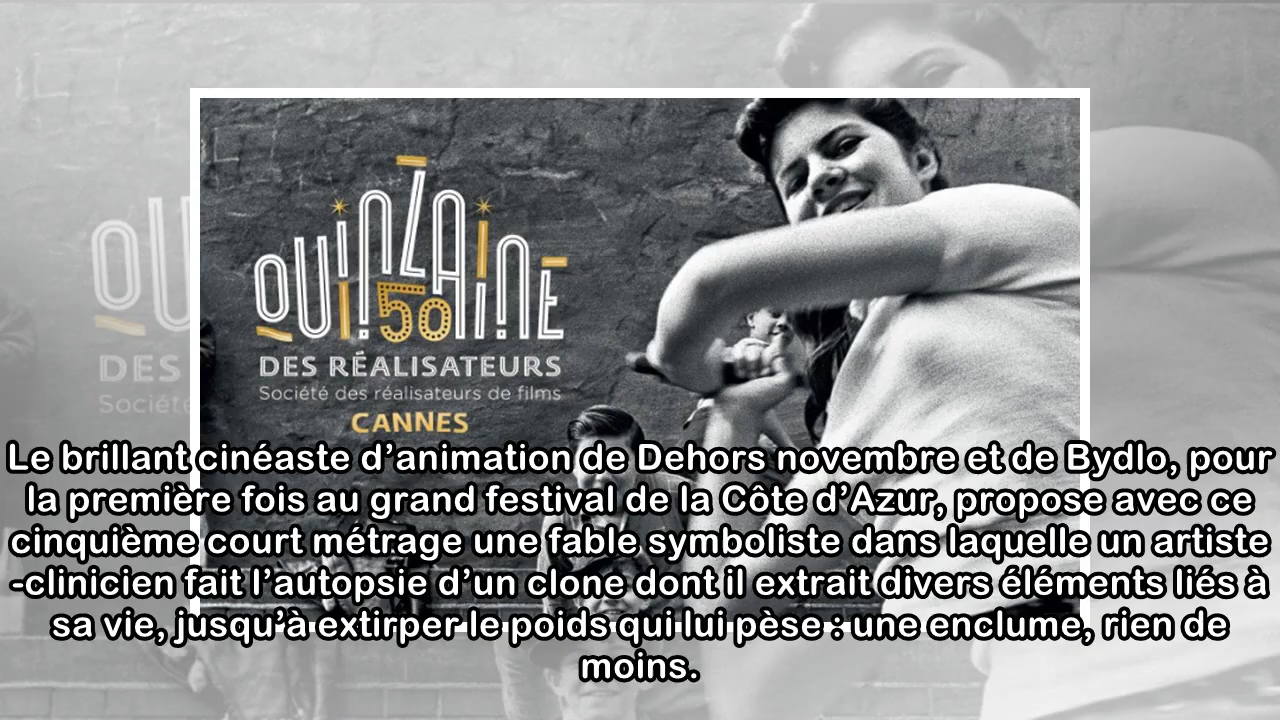 QUINZAINE
50
DES RÉALISATEURS
Société des réalisateurs de films
CANNES
QU
DES
Société
Le brillant cinéaste d’animation de Dehors novembre et de Bydlo, pour
la première fois au grand festival de la Côte d’Azur, propose avec ce
cinquième court métrage une fable symboliste dans laquelle un artiste
-clinicien fait l’autopsie d’un clone dont il extrait divers éléments liés à
sa vie, jusqu’à extirper le poids qui lui pèse : une enclume, rien de
moins.